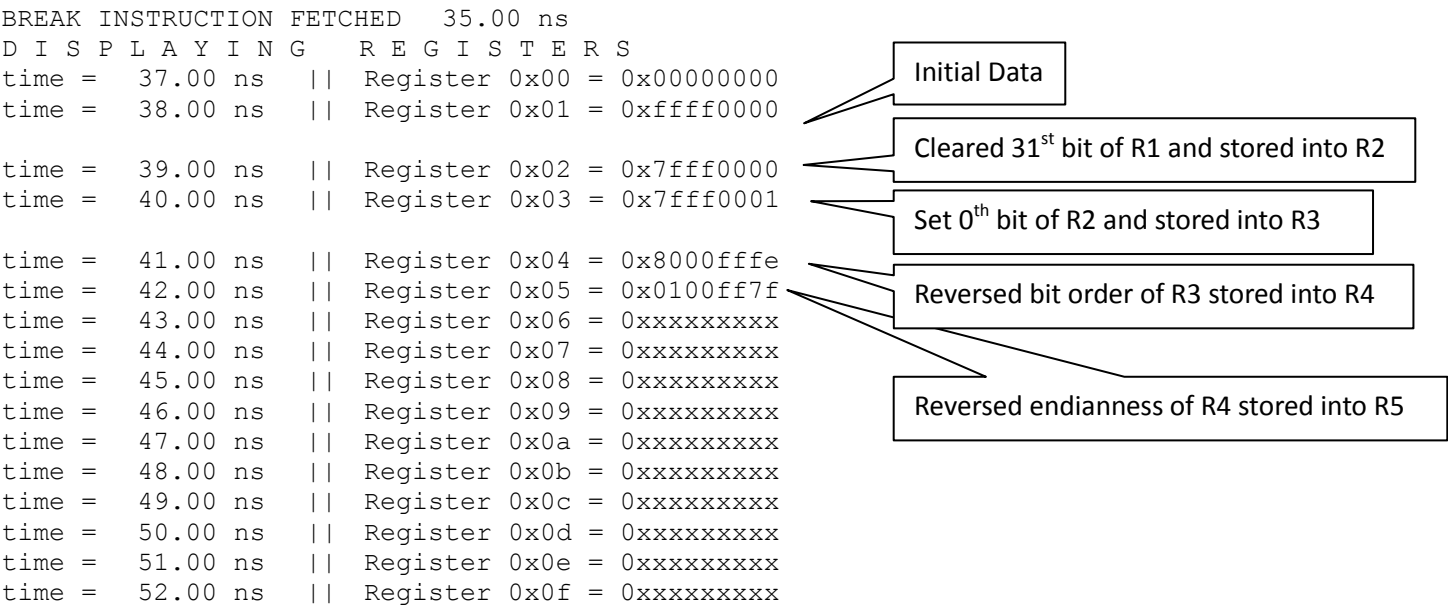 BREAK INSTRUCTION FETCHED   35.00 ns
D I S P L A Y I N G   R E G I S T E R S
time =   37.00 ns   ||  Register 0x00 = 0x00000000
time =   38.00 ns   ||  Register 0x01 = 0xffff0000
time =   39.00 ns   ||  Register 0x02 = 0x7fff0000
time =   40.00 ns   ||  Register 0x03 = 0x7fff0001
time =   41.00 ns   ||  Register 0x04 = 0x8000fffe
time =   42.00 ns   ||  Register 0x05 = 0x0100ff7f
time =   43.00 ns   ||  Register 0x06 = 0xxxxxxxxx
time =   44.00 ns   ||  Register 0x07 = 0xxxxxxxxx
time =   45.00 ns   ||  Register 0x08 = 0xxxxxxxxx
time =   46.00 ns   ||  Register 0x09 = 0xxxxxxxxx
time =   47.00 ns   ||  Register 0x0a = 0xxxxxxxxx
time =   48.00 ns   ||  Register 0x0b = 0xxxxxxxxx
time =   49.00 ns   ||  Register 0x0c = 0xxxxxxxxx
time =   50.00 ns   ||  Register 0x0d = 0xxxxxxxxx
time =   51.00 ns   ||  Register 0x0e = 0xxxxxxxxx
time =   52.00 ns   ||  Register 0x0f = 0xxxxxxxxx
Initial Data
Cleared 31st bit of R1 and stored into R2
Set 0th bit of R2 and stored into R3
Reversed bit order of R3 stored into R4
Reversed endianness of R4 stored into R5